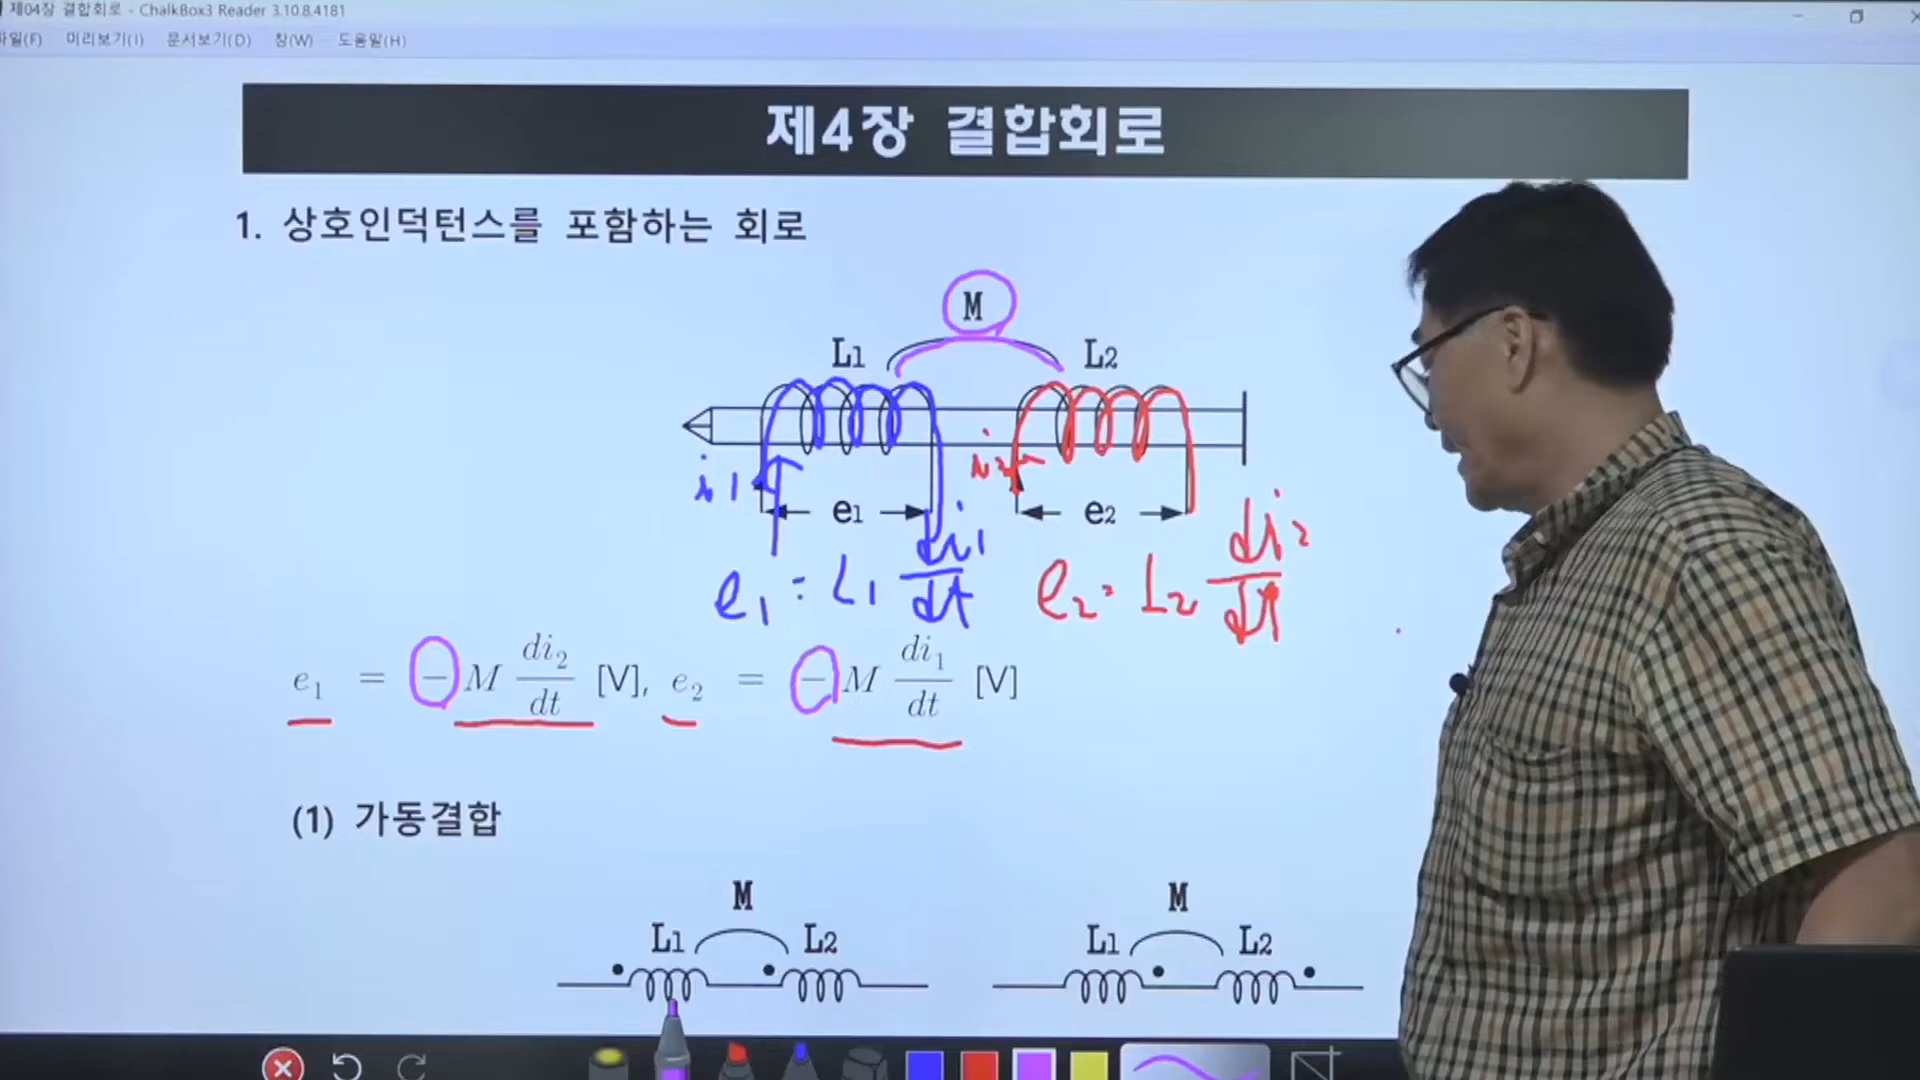 제04장 결합회로 - ChalkBox3 Reader 3.10.8.4181
파일(F) 미리보기(I) 문서보기(D) 창(W) 도움말(H)
제4장 결합회로
1. 상호인덕턴스를 포함하는 회로
M
L1 L2
i1 i2
e1 e2
e1 = L1 di1/dt e2 = L2 di2/dt
e₁ = -M di₂/dt [V], e₂ = -M di₁/dt [V]
(1) 가동결합
M M
L1 L2 L1 L2